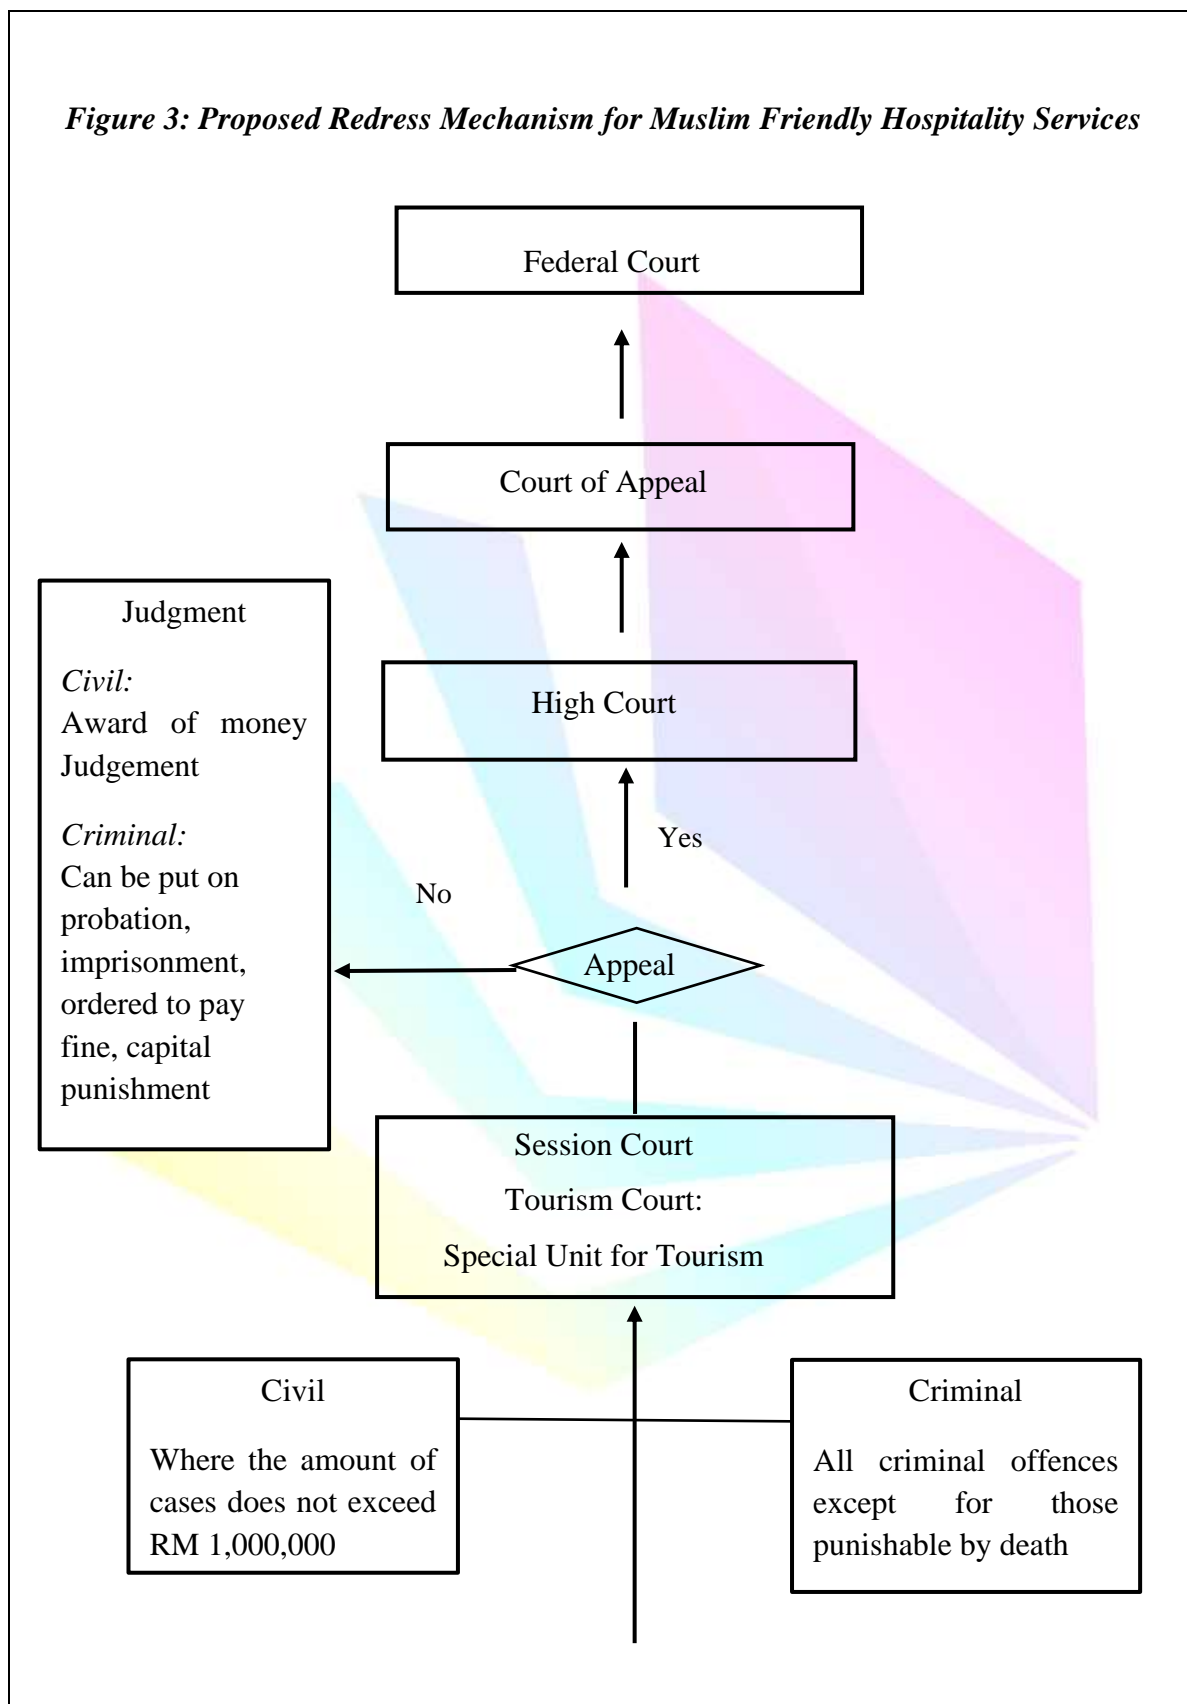 Figure 3: Proposed Redress Mechanism for Muslim Friendly Hospitality Services
Federal Court
Court of Appeal
Judgment
Civil:
Award of money
Judgement
Criminal:
Can be put on
probation,
imprisonment,
ordered to pay
fine, capital
punishment
High Court
Yes
No
Appeal
Session Court
Tourism Court:
Special Unit for Tourism
Civil
Where the amount of
cases does not exceed
RM 1,000,000
Criminal
All criminal offences
except for those
punishable by death